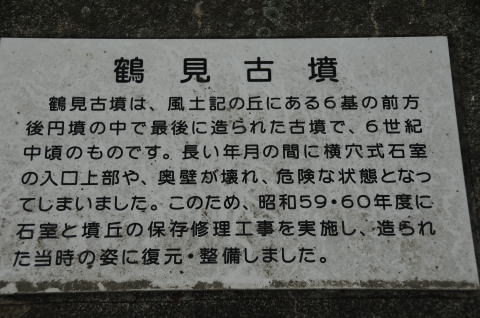 鶴見古墳
鶴見古墳は、風土記の丘にある6基の前方
後円墳の中で最後に造られた古墳で、6世紀
中頃のものです。長い年月の間に横穴式石室
の入口上部や、奥壁が壊れ、危険な状態となっ
てしまいました。このため、昭和59・60年度に
石室と墳丘の保存修理工事を実施し、造られ
た当時の姿に復元・整備しました。